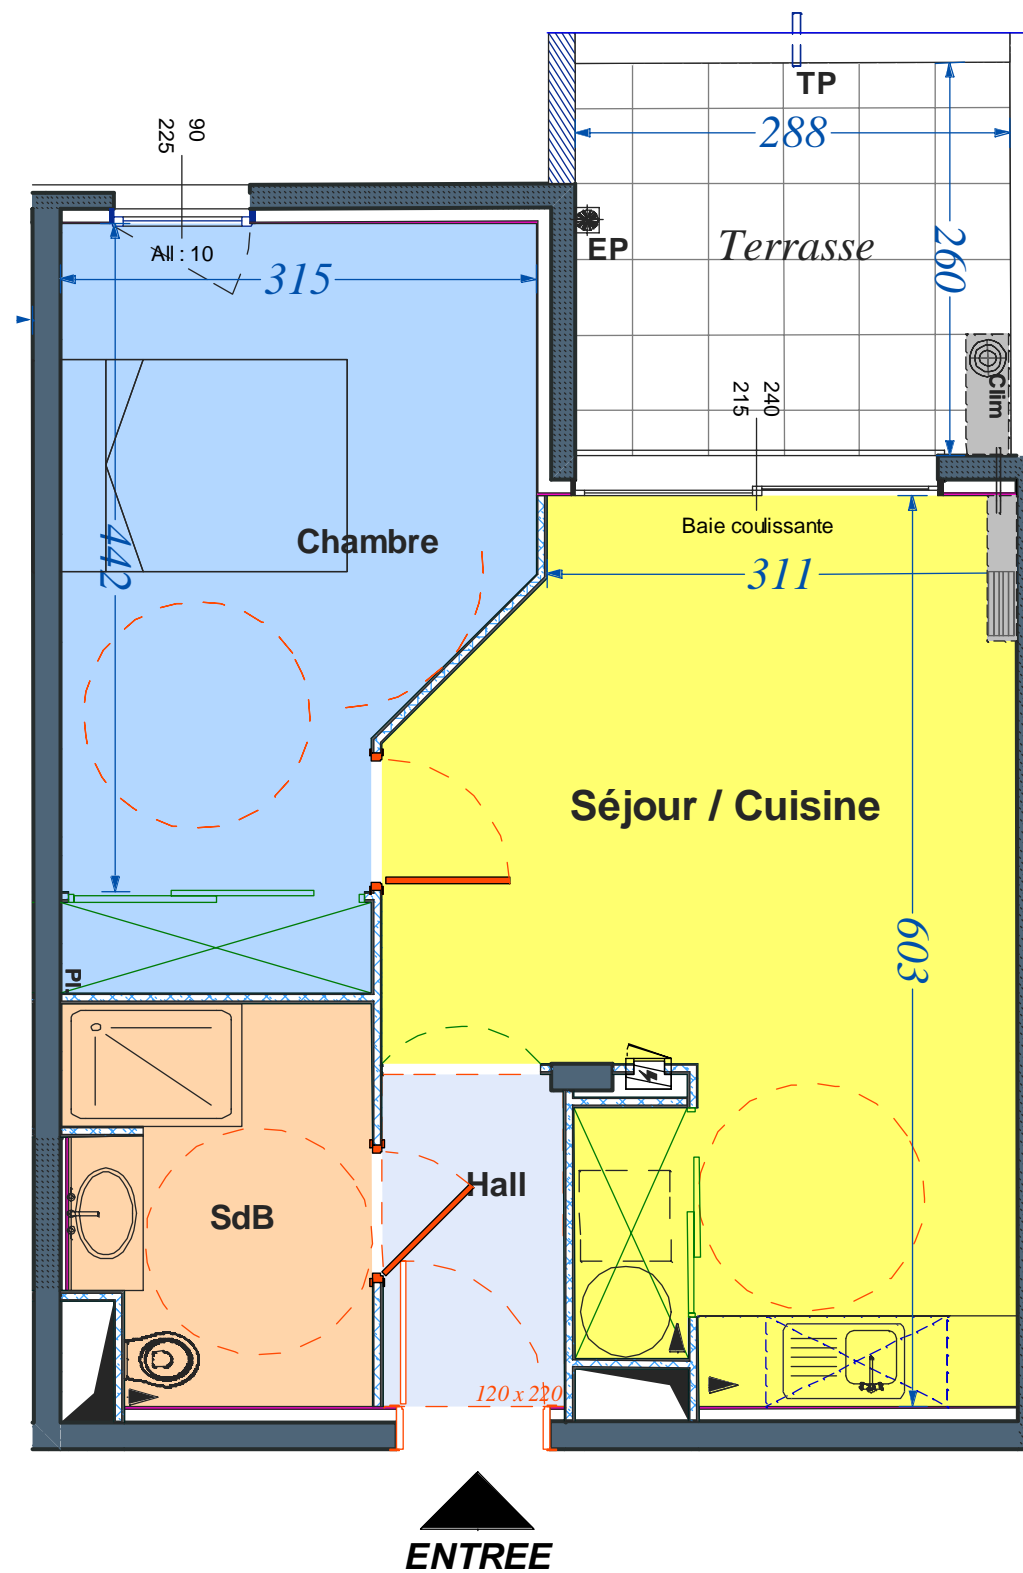 TP
288
90
225
EP
Terrasse
260
All : 10
315
Clim
240
215
Baie coulissante
Chambre
442
311
Séjour / Cuisine
603
Pl.
Hall
SdB
120 x 220
ENTREE